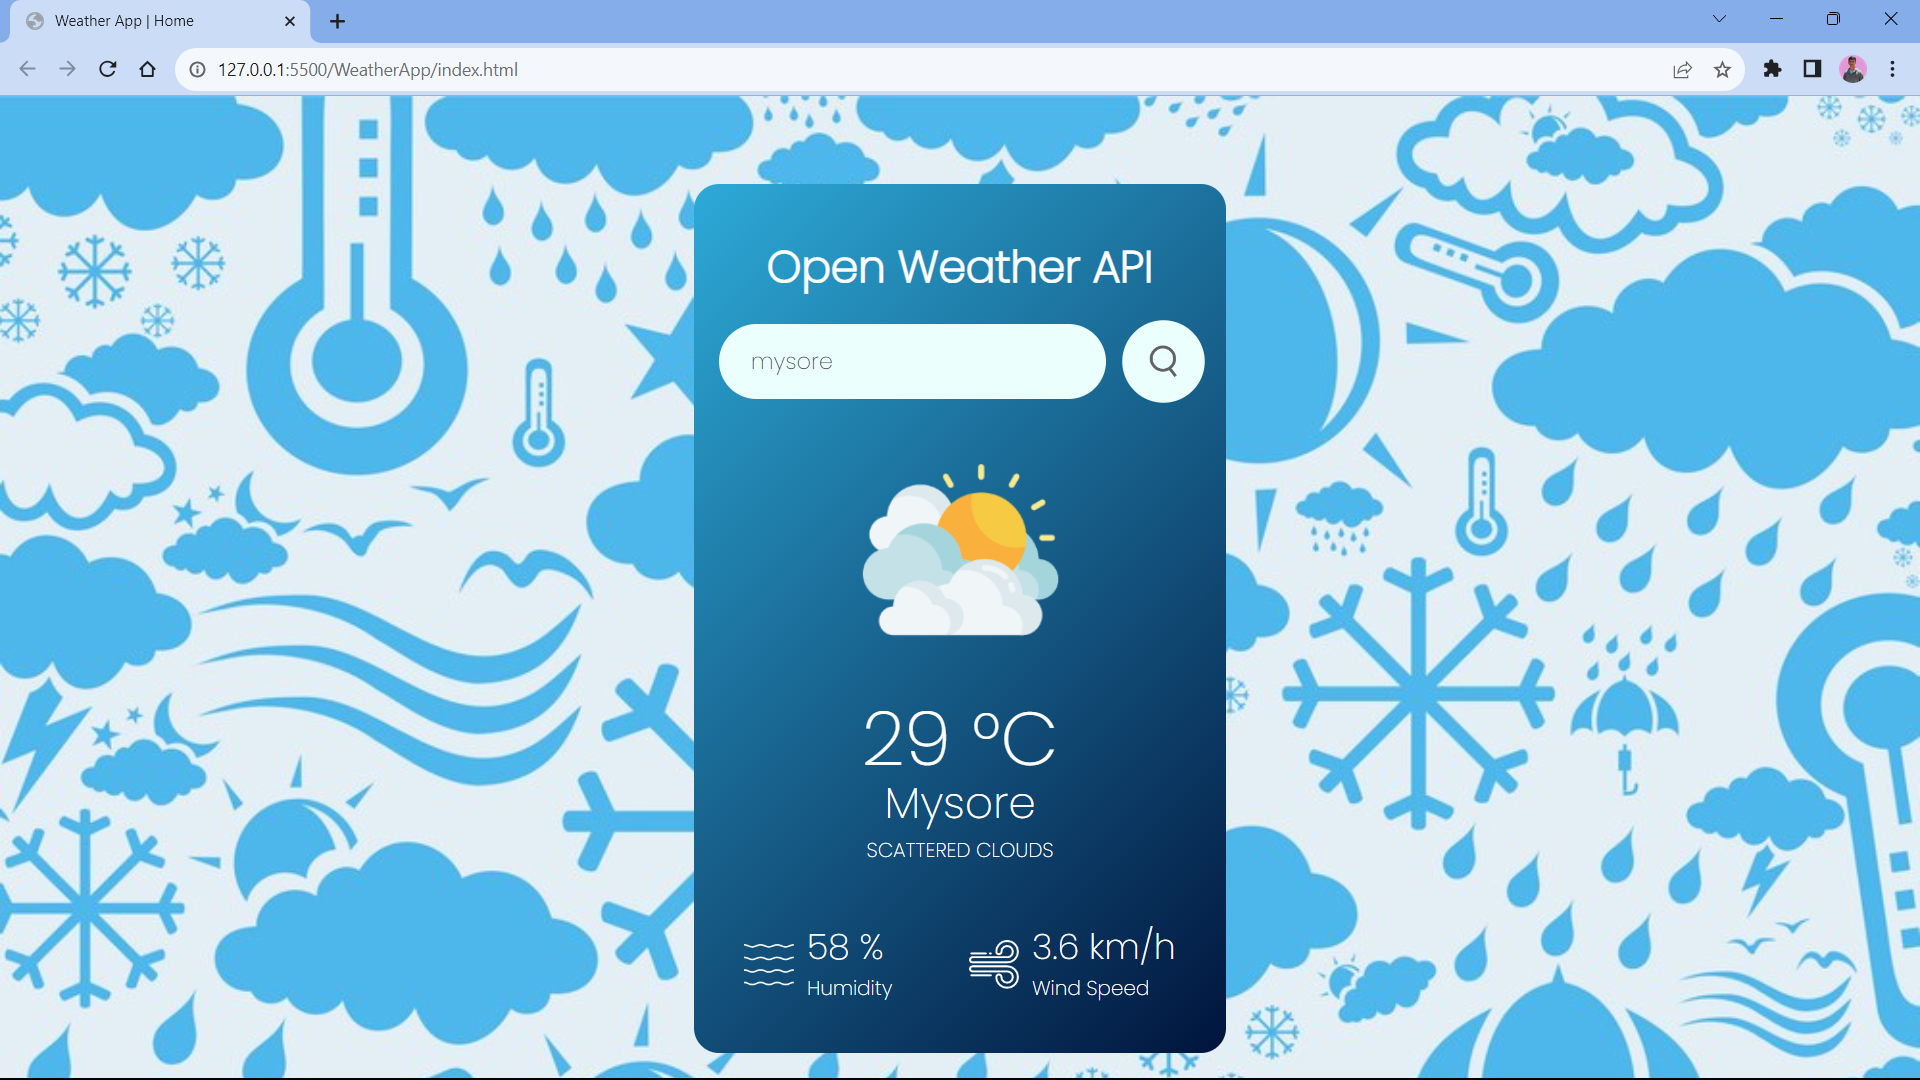 Weather App | Home
127.0.0.1:5500/WeatherApp/index.html
Open Weather API
mysore
29 °C
Mysore
SCATTERED CLOUDS
58 %
Humidity
3.6 km/h
Wind Speed